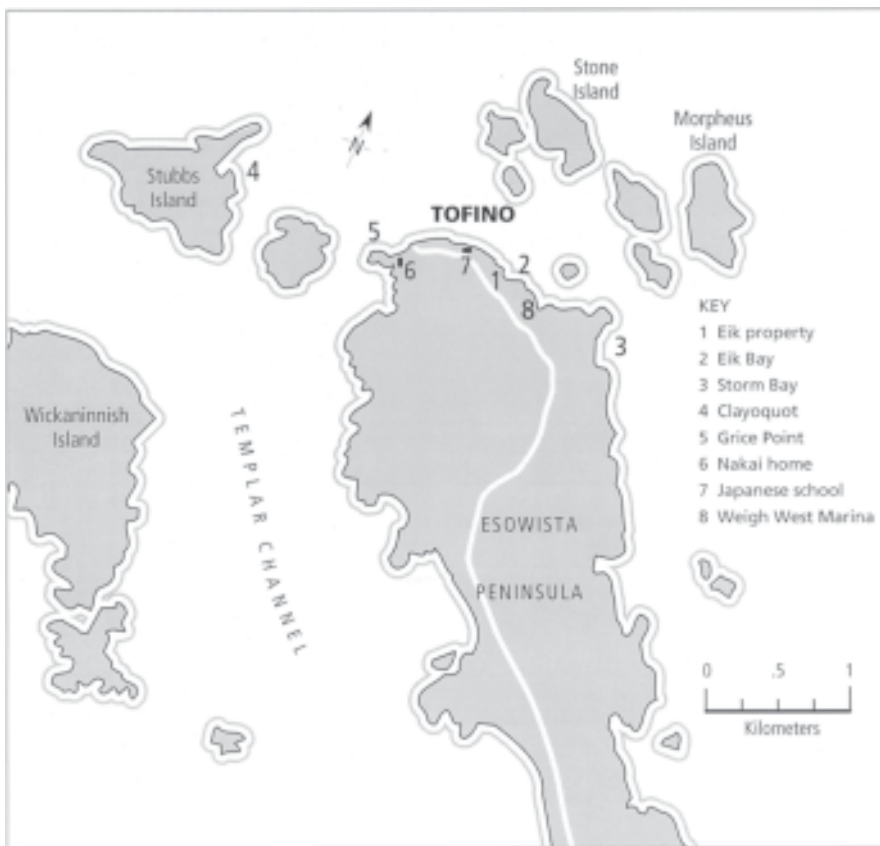 Stone
Island
Morpheus
Island
N
Stubbs
Island
4
TOFINO
5
6
7
1
2
8
3
KEY
1 Eik property
2 Eik Bay
3 Storm Bay
4 Clayoquot
5 Grice Point
6 Nakai home
7 Japanese school
8 Weigh West Marina
Wickaninnish
Island
TEMPLAR CHANNEL
ESOWISTA
PENINSULA
0 .5 1
Kilometers